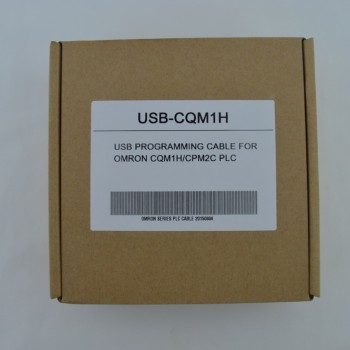 USB-CQM1H
USB PROGRAMMING CABLE FOR
OMRON CQM1H/CPM2C PLC
OMRON SERIES PLC CABLE